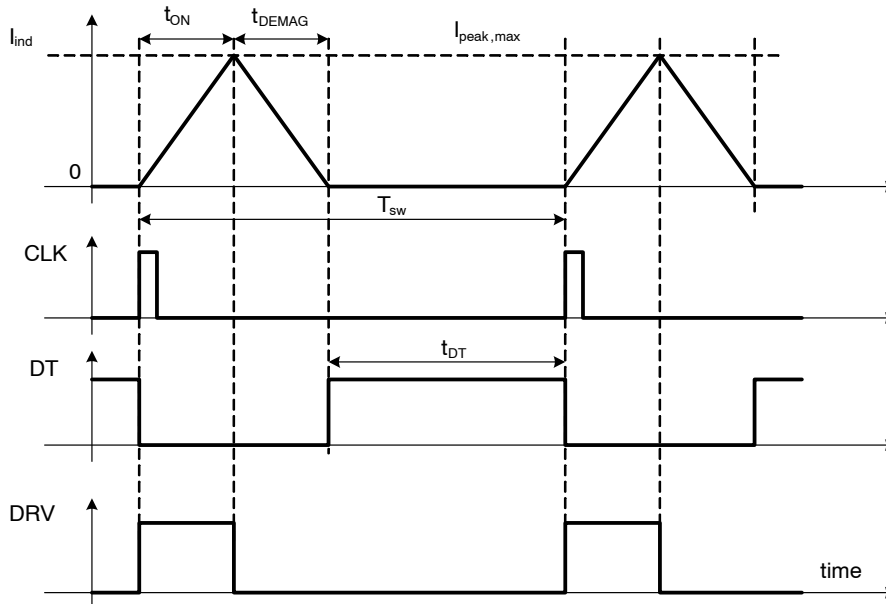 t_ON t_DEMAG
I_ind I_peak,max
0
T_sw
CLK
t_DT
DT
DRV
time